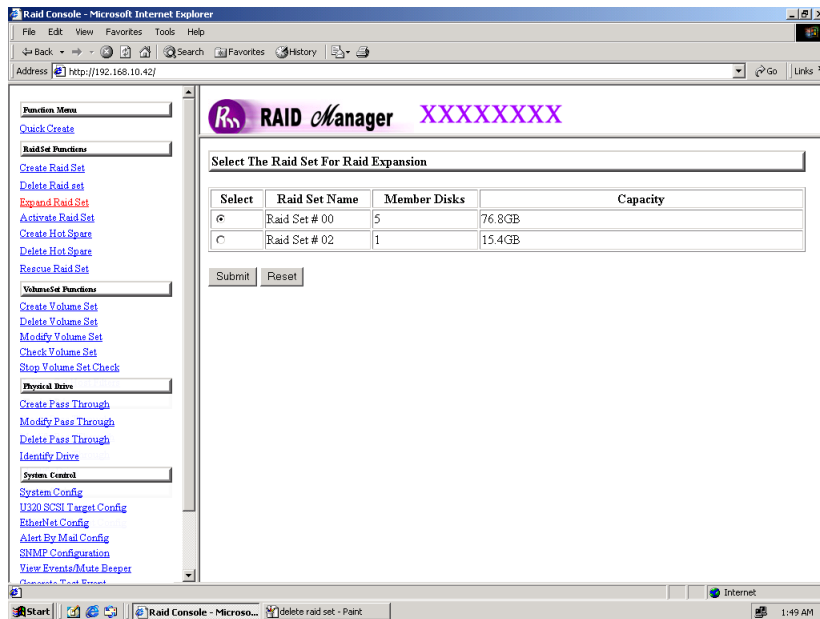 Raid Console - Microsoft Internet Explorer
File Edit View Favorites Tools Help
Back Search Favorites History
Address http://192.168.10.42/ Go Links
Function Menu
Quick Create
RaidSet Functions
Create Raid Set
Delete Raid set
Expand Raid Set
Activate Raid Set
Create Hot Spare
Delete Hot Spare
Rescue Raid Set
VolumeSet Functions
Create Volume Set
Delete Volume Set
Modify Volume Set
Check Volume Set
Stop Volume Set Check
Physical Drive
Create Pass Through
Modify Pass Through
Delete Pass Through
Identify Drive
System Control
System Config
U320 SCSI Target Config
EtherNet Config
Alert By Mail Config
SNMP Configuration
View Events/Mute Beeper
Generate Test Event
RAID Manager XXXXXXXX
Select The Raid Set For Raid Expansion
Select Raid Set Name Member Disks Capacity
Raid Set # 00 5 76.8GB
Raid Set # 02 1 15.4GB
Submit Reset
Internet
Start Raid Console - Microso... delete raid set - Paint 1:49 AM